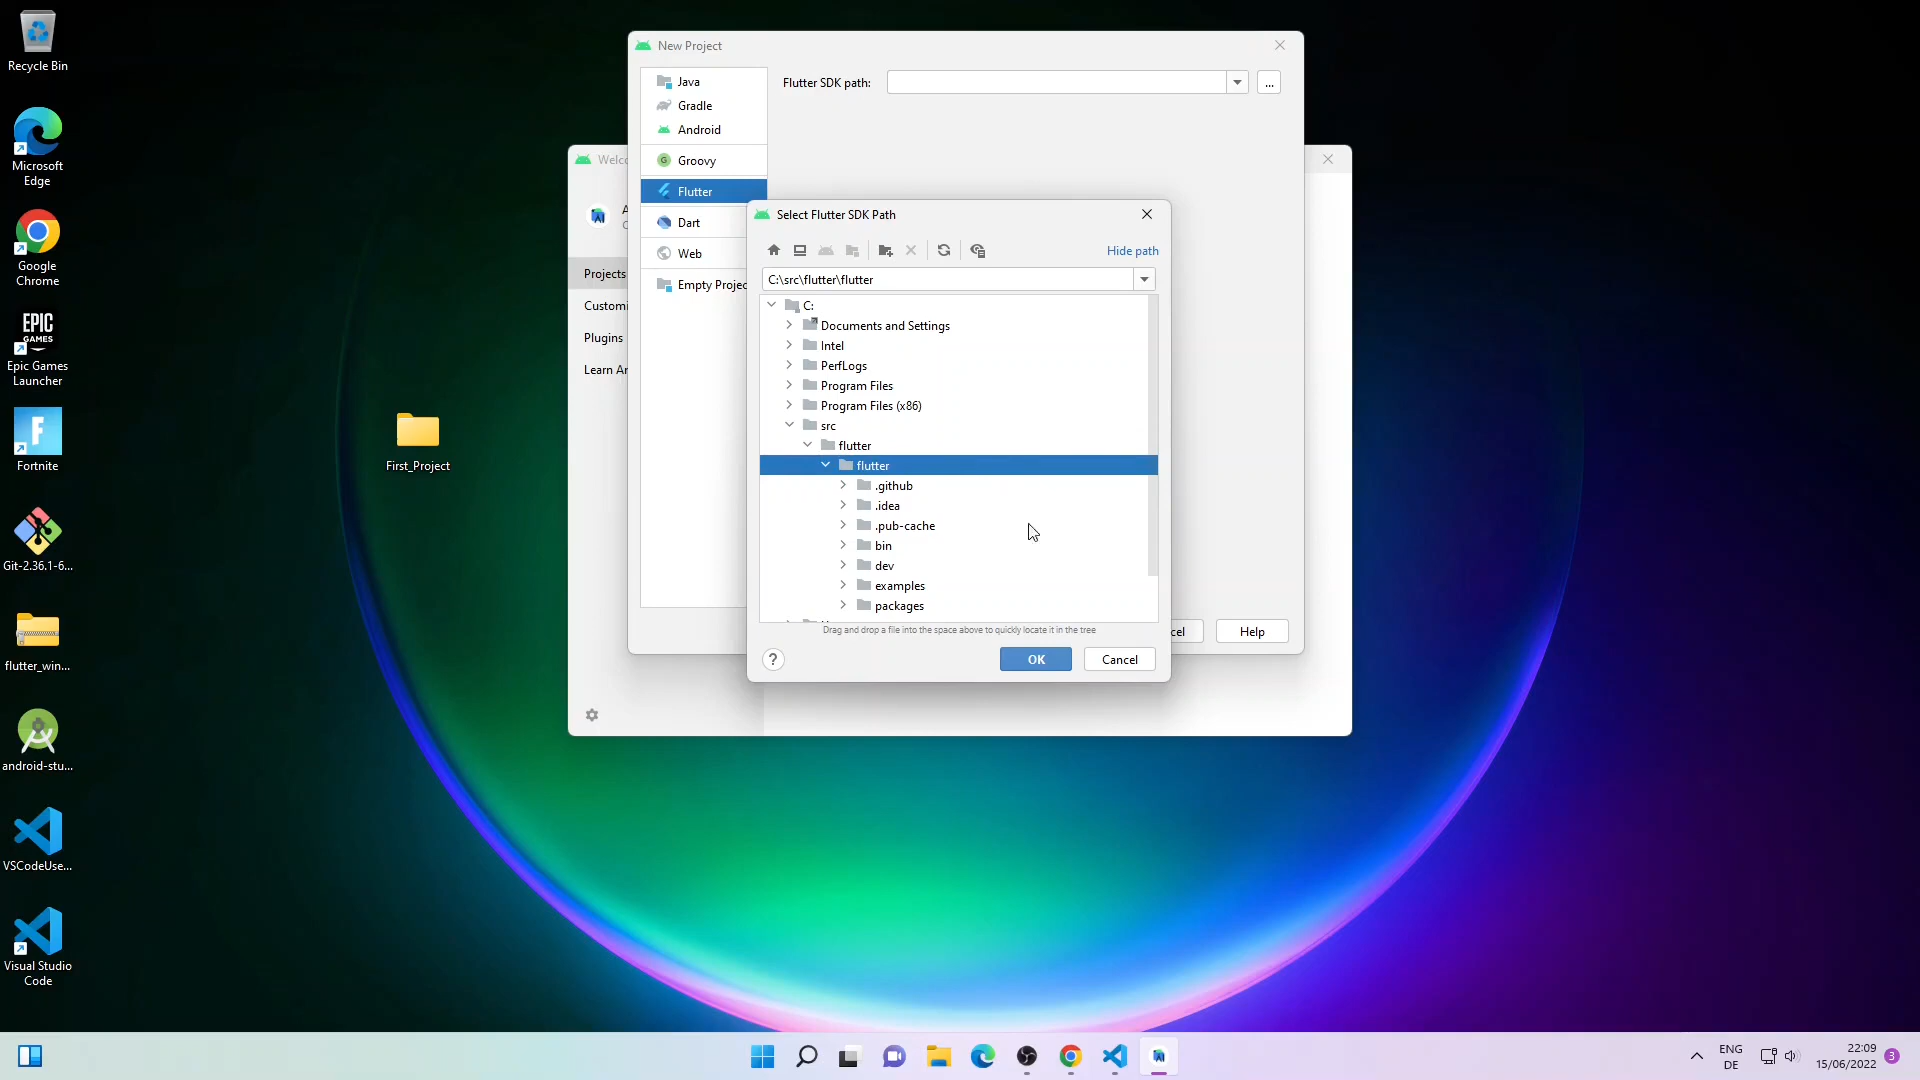 Recycle Bin
Microsoft
Edge
Google
Chrome
EPIC
GAMES
Epic Games
Launcher
Fortnite
Git-2.36.1-6...
flutter_win...
android-stu...
VSCodeUse...
Visual Studio
Code
First_Project
New Project
Java
Gradle
Android
Groovy
Flutter
Dart
Web
Empty Projec
Flutter SDK path:
...
Help
Projects
Customi
Plugins
Learn An
Select Flutter SDK Path
Hide path
C:\src\flutter\flutter
C:
Documents and Settings
Intel
PerfLogs
Program Files
Program Files (x86)
src
flutter
flutter
.github
.idea
.pub-cache
bin
dev
examples
packages
Drag and drop a file into the space above to quickly locate it in the tree
?
OK
Cancel
ENG
DE
22:09
15/06/2022
3